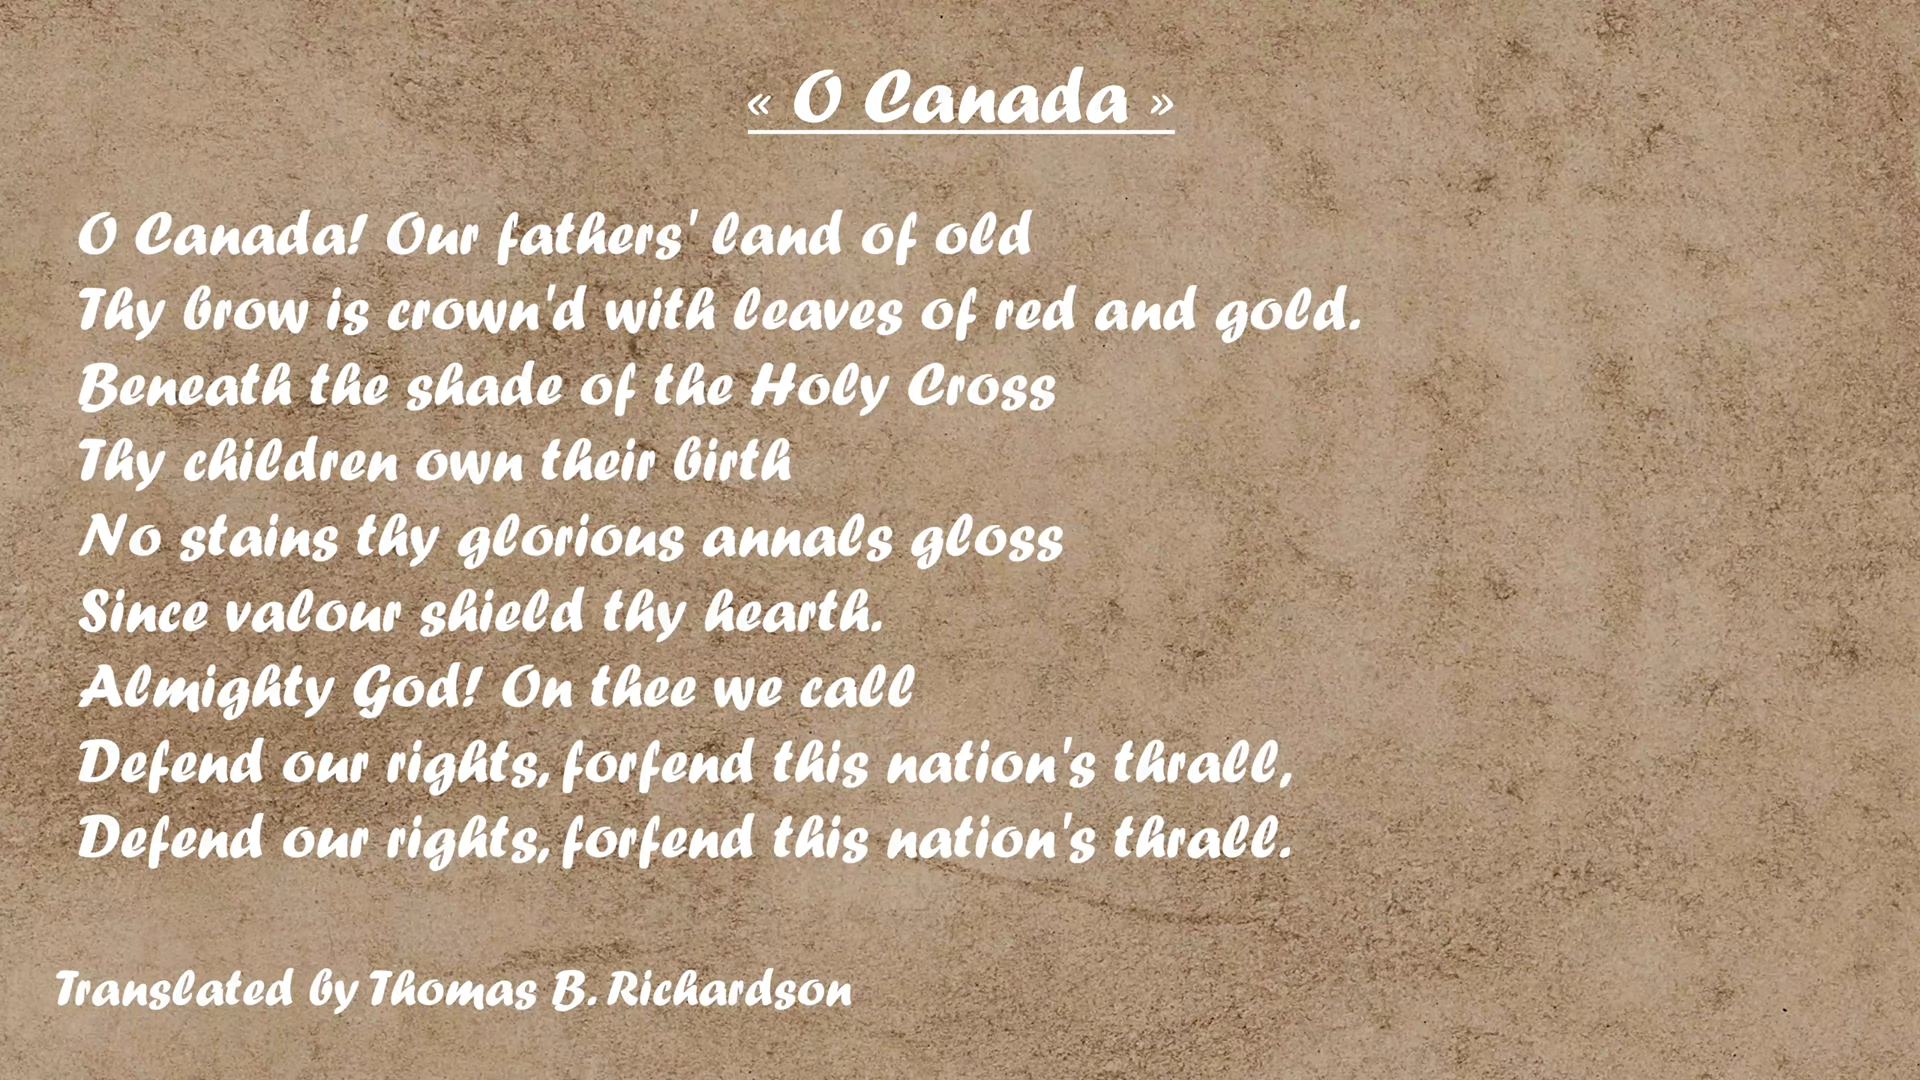 « O Canada »
O Canada! Our fathers' land of old
Thy brow is crown'd with leaves of red and gold.
Beneath the shade of the Holy Cross
Thy children own their birth
No stains thy glorious annals gloss
Since valour shield thy hearth.
Almighty God! On thee we call
Defend our rights, forfend this nation's thrall,
Defend our rights, forfend this nation's thrall.
Translated by Thomas B. Richardson